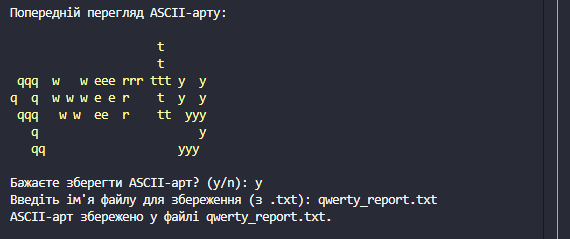 Попередній перегляд ASCII-арту:
                     t
                     t
 qqq  w   w eee rrr ttt y  y
q  q  w w w e e r    t  y  y
 qqq   w w  ee  r    tt  yyy
   q                       y
   qq                   yyy
Бажаєте зберегти ASCII-арт? (y/n): y
Введіть ім'я файлу для збереження (з .txt): qwerty_report.txt
ASCII-арт збережено у файлі qwerty_report.txt.